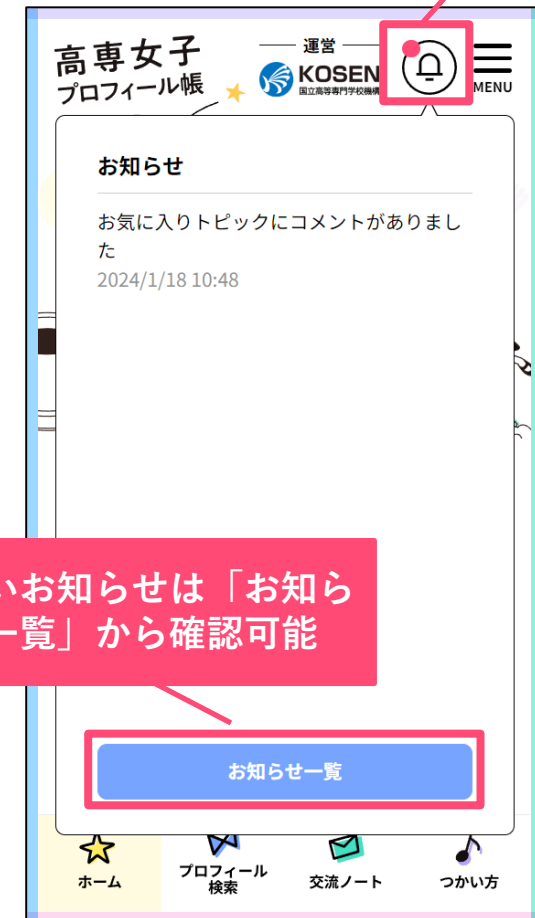 高専女子
プロフィール帳
運営
KOSEN
国立高等専門学校機構
MENU
お知らせ
お気に入りトピックにコメントがありまし
た
2024/1/18 10:48
いお知らせは「お知ら
一覧」から確認可能
お知らせ一覧
ホーム
プロフィール
検索
交流ノート
つかい方